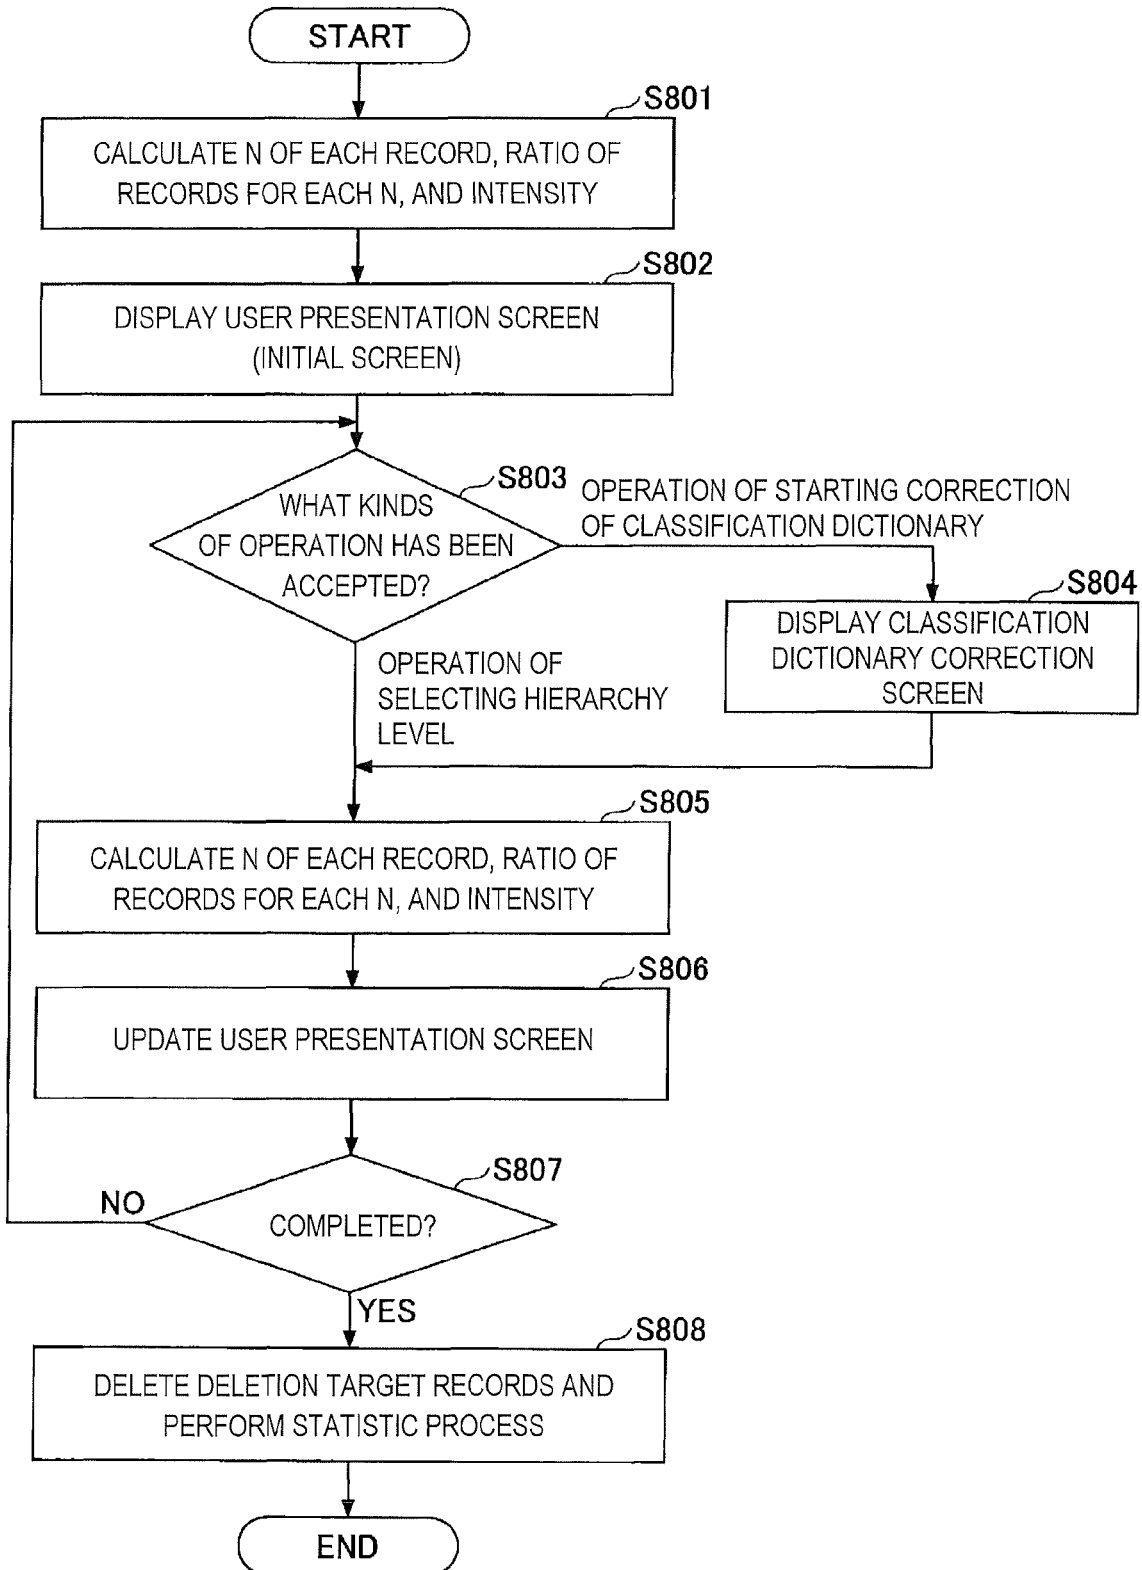 START
S801
CALCULATE N OF EACH RECORD, RATIO OF
RECORDS FOR EACH N, AND INTENSITY
S802
DISPLAY USER PRESENTATION SCREEN
(INITIAL SCREEN)
S803
WHAT KINDS
OF OPERATION HAS BEEN
ACCEPTED?
OPERATION OF STARTING CORRECTION
OF CLASSIFICATION DICTIONARY
S804
DISPLAY CLASSIFICATION
DICTIONARY CORRECTION
SCREEN
OPERATION OF
SELECTING HIERARCHY
LEVEL
S805
CALCULATE N OF EACH RECORD, RATIO OF
RECORDS FOR EACH N, AND INTENSITY
S806
UPDATE USER PRESENTATION SCREEN
S807
NO
COMPLETED?
YES
S808
DELETE DELETION TARGET RECORDS AND
PERFORM STATISTIC PROCESS
END